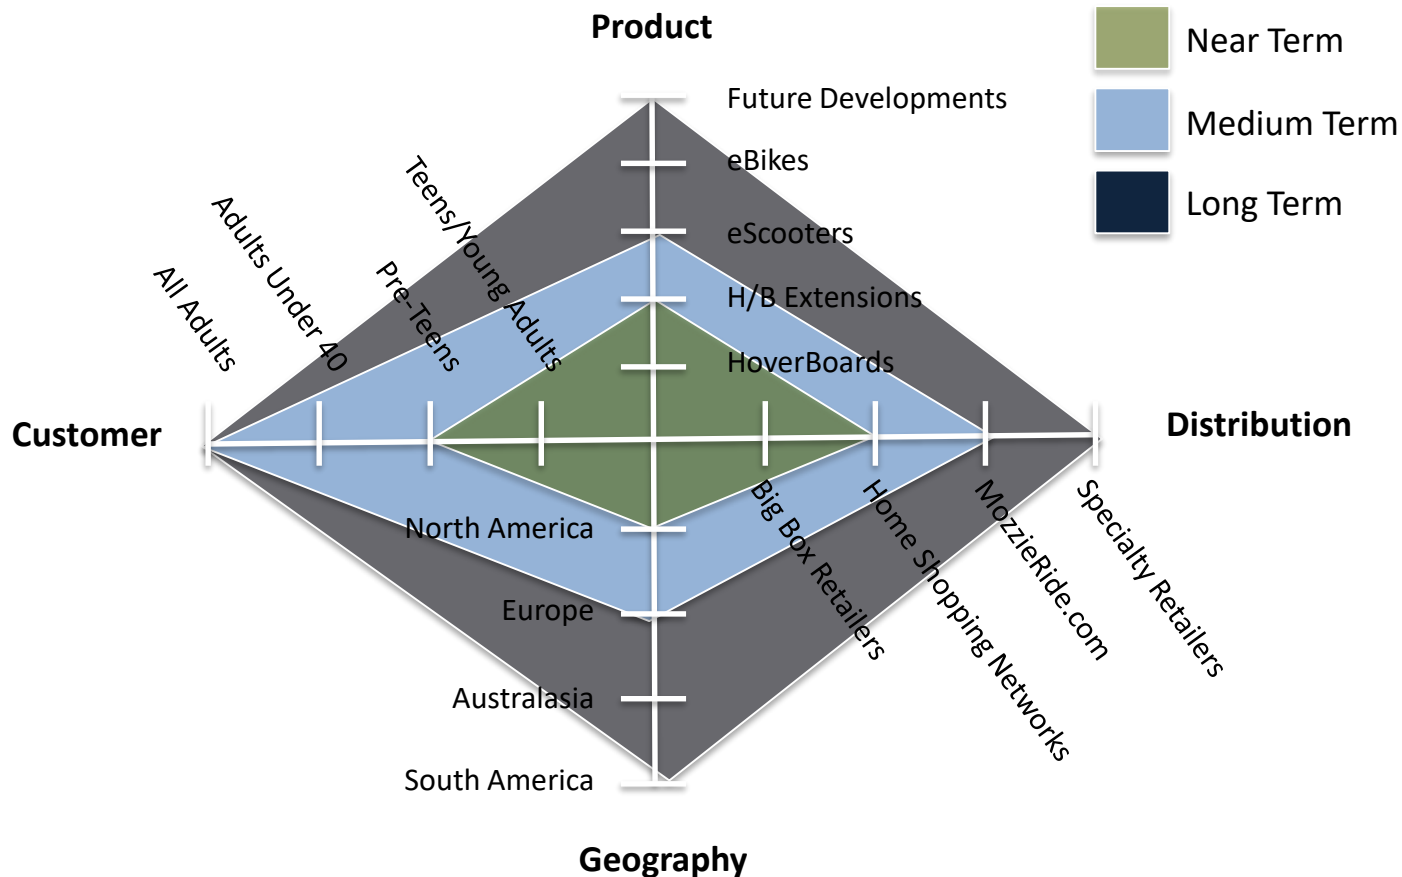 Product
Near Term
Medium Term
Long Term
Future Developments
eBikes
eScooters
H/B Extensions
HoverBoards
Teens/Young Adults
Pre-Teens
Adults Under 40
All Adults
Customer
Distribution
North America
Europe
Australasia
South America
Big Box Retailers
Home Shopping Networks
MozzieRide.com
Specialty Retailers
Geography